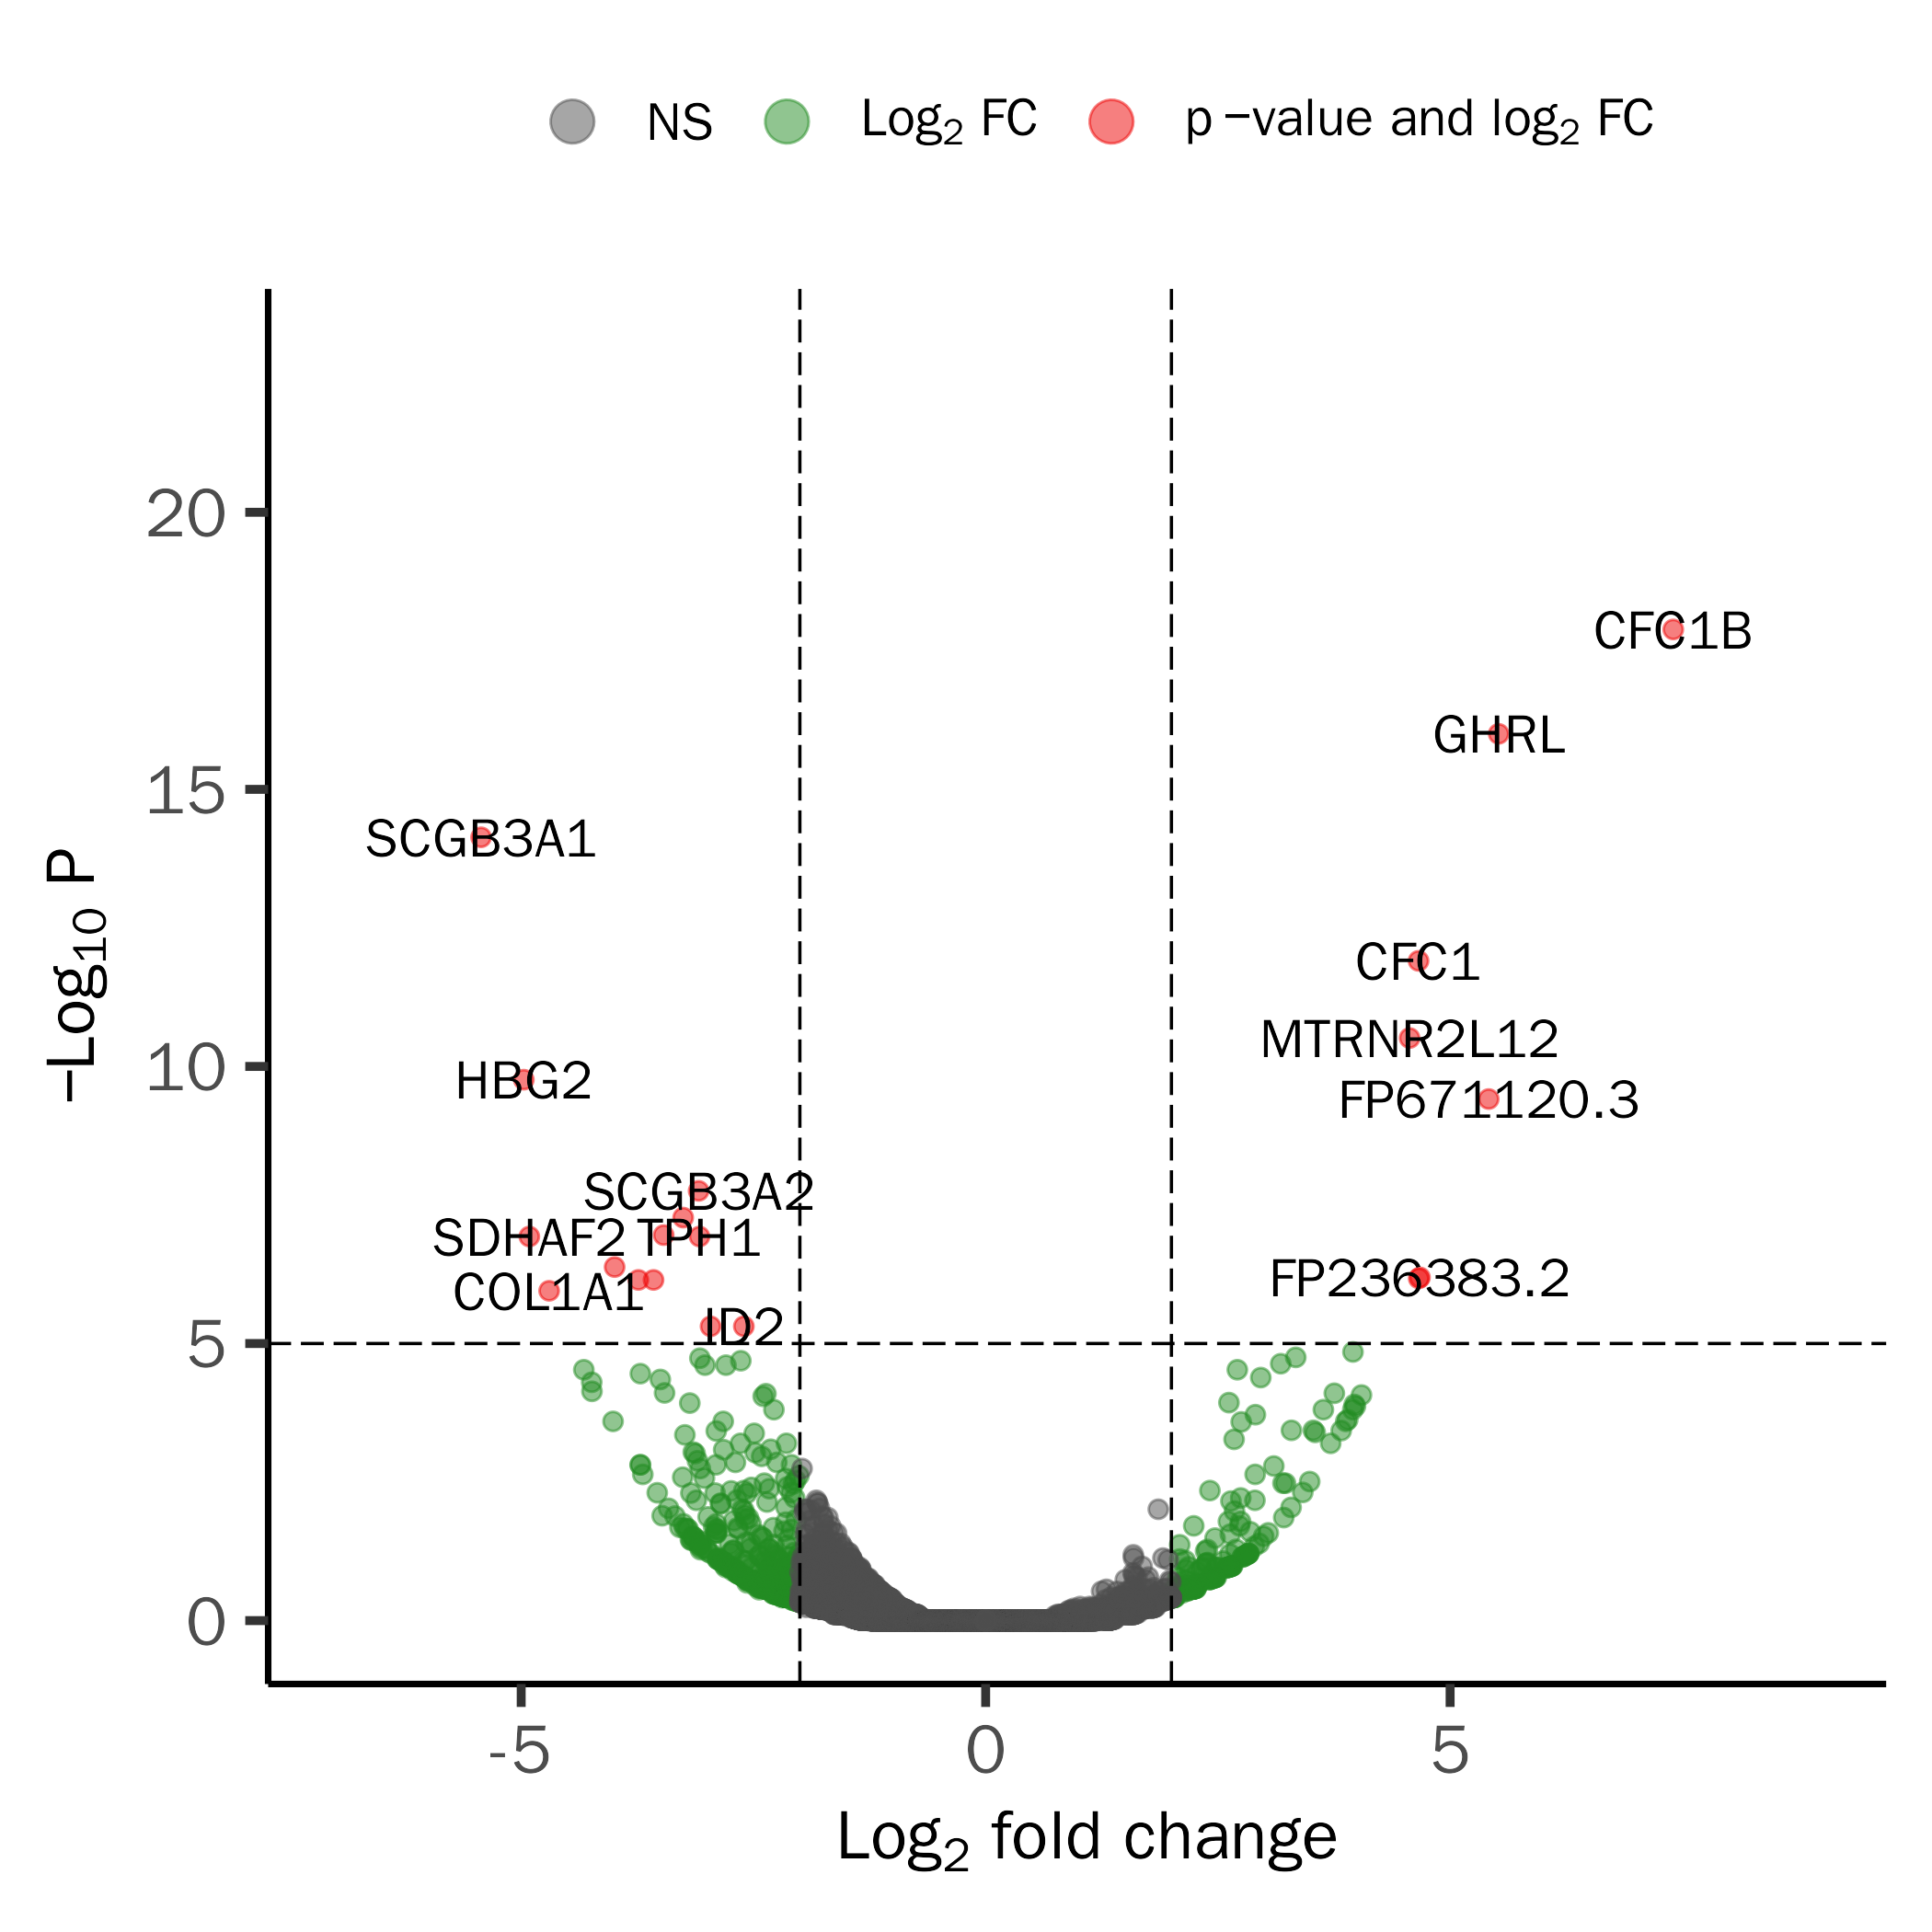 NS Log2 FC p −value and log2 FC
−Log10 P
20
15
10
5
0
CFC1B
GHRL
SCGB3A1
CFC1
MTRNR2L12
HBG2
FP671120.3
SCGB3A2
SDHAF2 TPH1
FP236383.2
COL1A1
ID2
-5 0 5
Log2 fold change